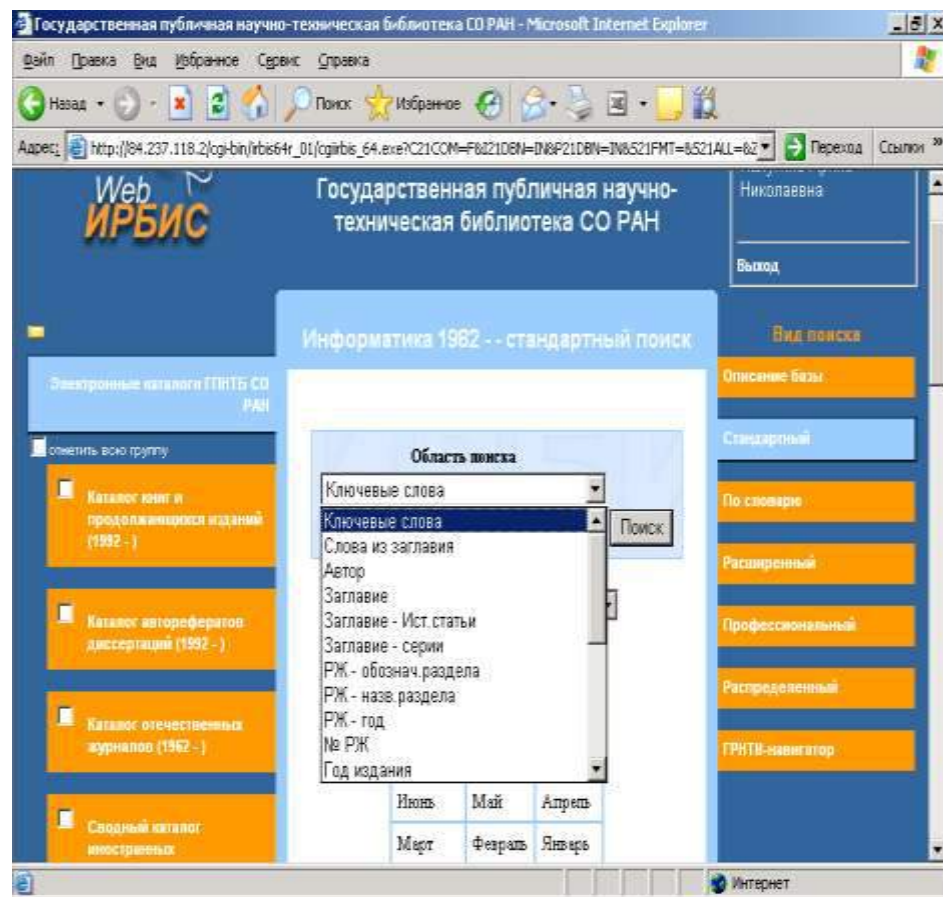 Государственная публичная научно-техническая библиотека СО РАН - Microsoft Internet Explorer
Файл Правка Вид Избранное Сервис Справка
Назад Поиск Избранное
Адрес: http://84.237.118.2/cgi-bin/irbis64r_01/cgiirbis_64.exe?C21COM=F&I21DBN=IN&P21DBN=IN&S21FMT=&S21ALL=&Z Переход Ссылки »
Web
ИРБИС
Государственная публичная научно-
техническая библиотека СО РАН
Николаевна
Выход
Информатика 1982 - - стандартный поиск
Вид поиска
Электронные каталоги ГПНТБ СО
РАН
отметить всю группу
Каталог книг и
продолжающихся изданий
(1992 - )
Каталог авторефератов
диссертаций (1992 - )
Каталог отечественных
журналов (1962 - )
Сводный каталог
иностранных
Область поиска
Ключевые слова
Поиск
Ключевые слова
Слова из заглавия
Автор
Заглавие
Заглавие - Ист.статьи
Заглавие - серии
РЖ - обознач.раздела
РЖ - назв.раздела
РЖ - год
№ РЖ
Год издания
Июнь Май Апрель
Март Февраль Январь
Описание базы
Стандартный
По словарю
Расширенный
Профессиональный
Распределенный
ГРНТИ-навигатор
Интернет